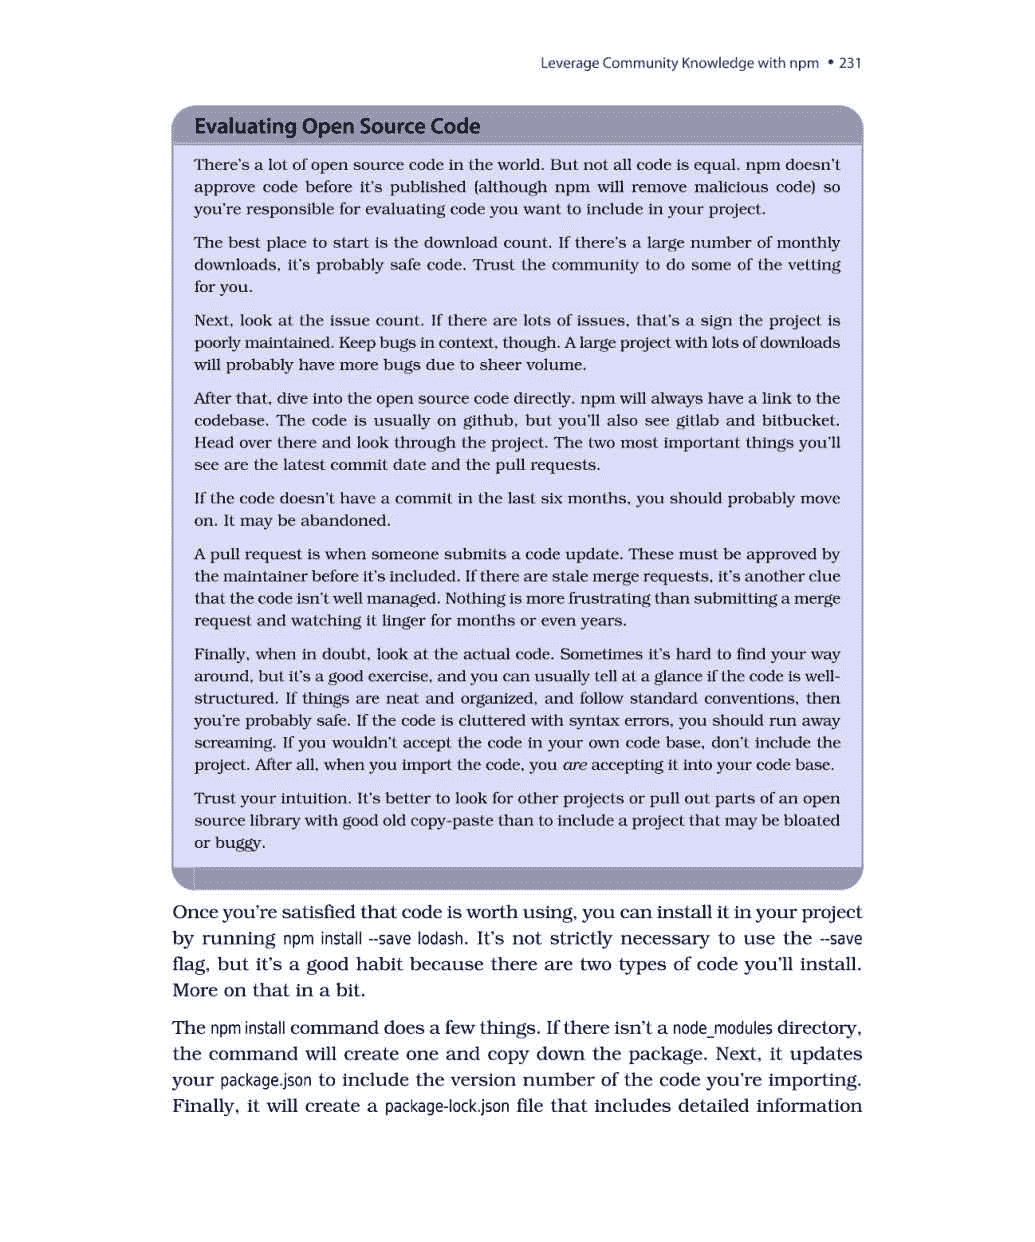 Leverage Community Knowledge with npm • 231
Evaluating Open Source Code
There's a lot of open source code in the world. But not all code is equal. npm doesn't
approve code before it's published (although npm will remove malicious code) so
you're responsible for evaluating code you want to include in your project.
The best place to start is the download count. If there's a large number of monthly
downloads, it's probably safe code. Trust the community to do some of the vetting
for you.
Next, look at the issue count. If there are lots of issues, that's a sign the project is
poorly maintained. Keep bugs in context, though. A large project with lots of downloads
will probably have more bugs due to sheer volume.
After that, dive into the open source code directly. npm will always have a link to the
codebase. The code is usually on github, but you'll also see gitlab and bitbucket.
Head over there and look through the project. The two most important things you'll
see are the latest commit date and the pull requests.
If the code doesn't have a commit in the last six months, you should probably move
on. It may be abandoned.
A pull request is when someone submits a code update. These must be approved by
the maintainer before it's included. If there are stale merge requests, it's another clue
that the code isn't well managed. Nothing is more frustrating than submitting a merge
request and watching it linger for months or even years.
Finally, when in doubt, look at the actual code. Sometimes it's hard to find your way
around, but it's a good exercise, and you can usually tell at a glance if the code is well-
structured. If things are neat and organized, and follow standard conventions, then
you're probably safe. If the code is cluttered with syntax errors, you should run away
screaming. If you wouldn't accept the code in your own code base, don't include the
project. After all, when you import the code, you are accepting it into your code base.
Trust your intuition. It's better to look for other projects or pull out parts of an open
source library with good old copy-paste than to include a project that may be bloated
or buggy.
Once you're satisfied that code is worth using, you can install it in your project
by running npm install --save lodash. It's not strictly necessary to use the --save
flag, but it's a good habit because there are two types of code you'll install.
More on that in a bit.
The npm install command does a few things. If there isn't a node_modules directory,
the command will create one and copy down the package. Next, it updates
your package.json to include the version number of the code you're importing.
Finally, it will create a package-lock.json file that includes detailed information